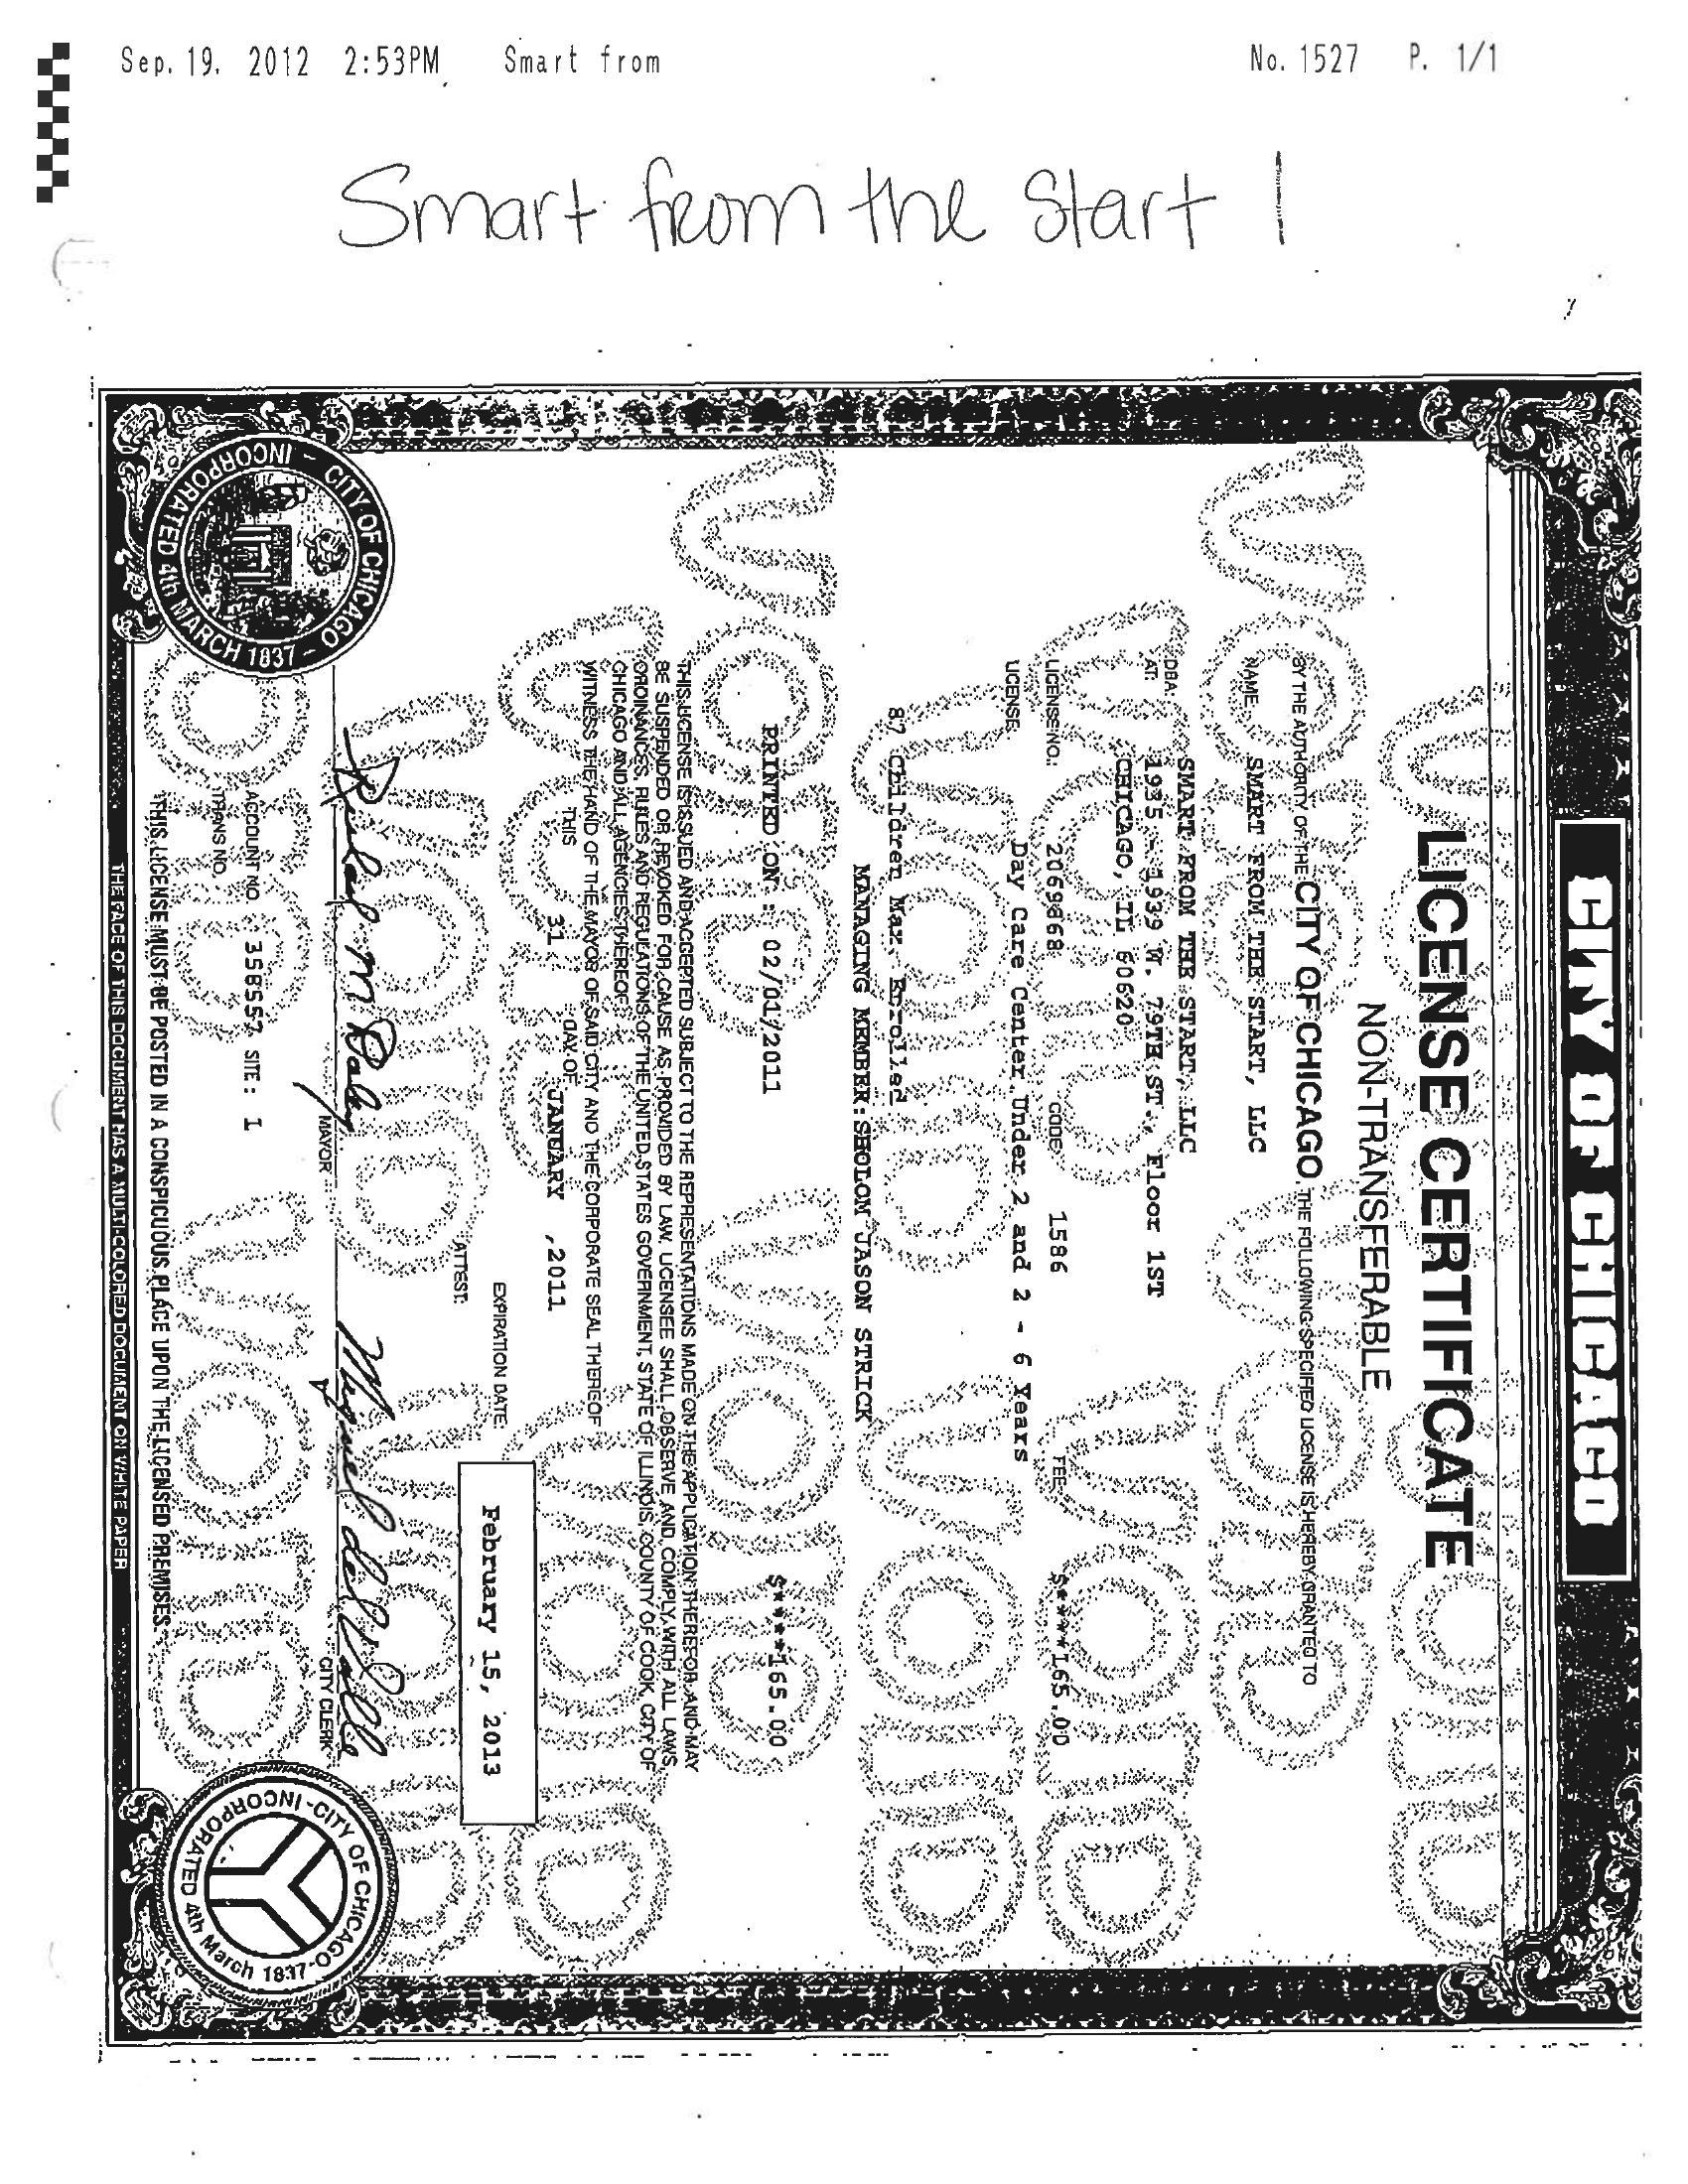 Sep. 19. 2012 2:53PM Smart from No. 1527 P. 1/1
Smart from the Start 1
CITY OF CHICAGO
LICENSE CERTIFICATE
NON-TRANSFERABLE
BY THE AUTHORITY OF THE CITY OF CHICAGO, THE FOLLOWING SPECIFIED LICENSE IS HEREBY GRANTED TO
NAME: SMART FROM THE START, LLC
DBA: SMART FROM THE START, LLC
AT: 1935 - 1939 W. 79TH ST., Floor 1ST
CHICAGO, IL 60620
LICENSE NO.: 2069868 CODE: 1586 FEE: $*****165.00
LICENSE: Day Care Center Under 2 and 2 - 6 Years
87 Children Max. Enrolled
MANAGING MEMBER: SHOLOM JASON STRICK
PRINTED ON : 02/01/2011 $*****165.00
THIS LICENSE IS ISSUED AND ACCEPTED SUBJECT TO THE REPRESENTATIONS MADE ON THE APPLICATION THEREFOR, AND MAY
BE SUSPENDED OR REVOKED FOR CAUSE AS PROVIDED BY LAW. LICENSEE SHALL OBSERVE AND COMPLY WITH ALL LAWS,
ORDINANCES, RULES AND REGULATIONS OF THE UNITED STATES GOVERNMENT, STATE OF ILLINOIS, COUNTY OF COOK, CITY OF
CHICAGO AND ALL AGENCIES THEREOF.
WITNESS THE HAND OF THE MAYOR OF SAID CITY AND THE CORPORATE SEAL THEREOF
THIS 31 DAY OF JANUARY ,2011
EXPIRATION DATE: February 15, 2013
ATTEST:
Richard M Daley Miguel del Valle
MAYOR CITY CLERK
ACCOUNT NO. 358557 SITE: 1
TRANS NO.
THIS LICENSE MUST BE POSTED IN A CONSPICUOUS PLACE UPON THE LICENSED PREMISES.
THE FACE OF THIS DOCUMENT HAS A MULTI-COLORED DOCUMENT ON WHITE PAPER
CITY OF CHICAGO - INCORPORATED 4th MARCH 1837 -
CITY OF CHICAGO - INCORPORATED 4th March 1837 -
VOID VOID VOID